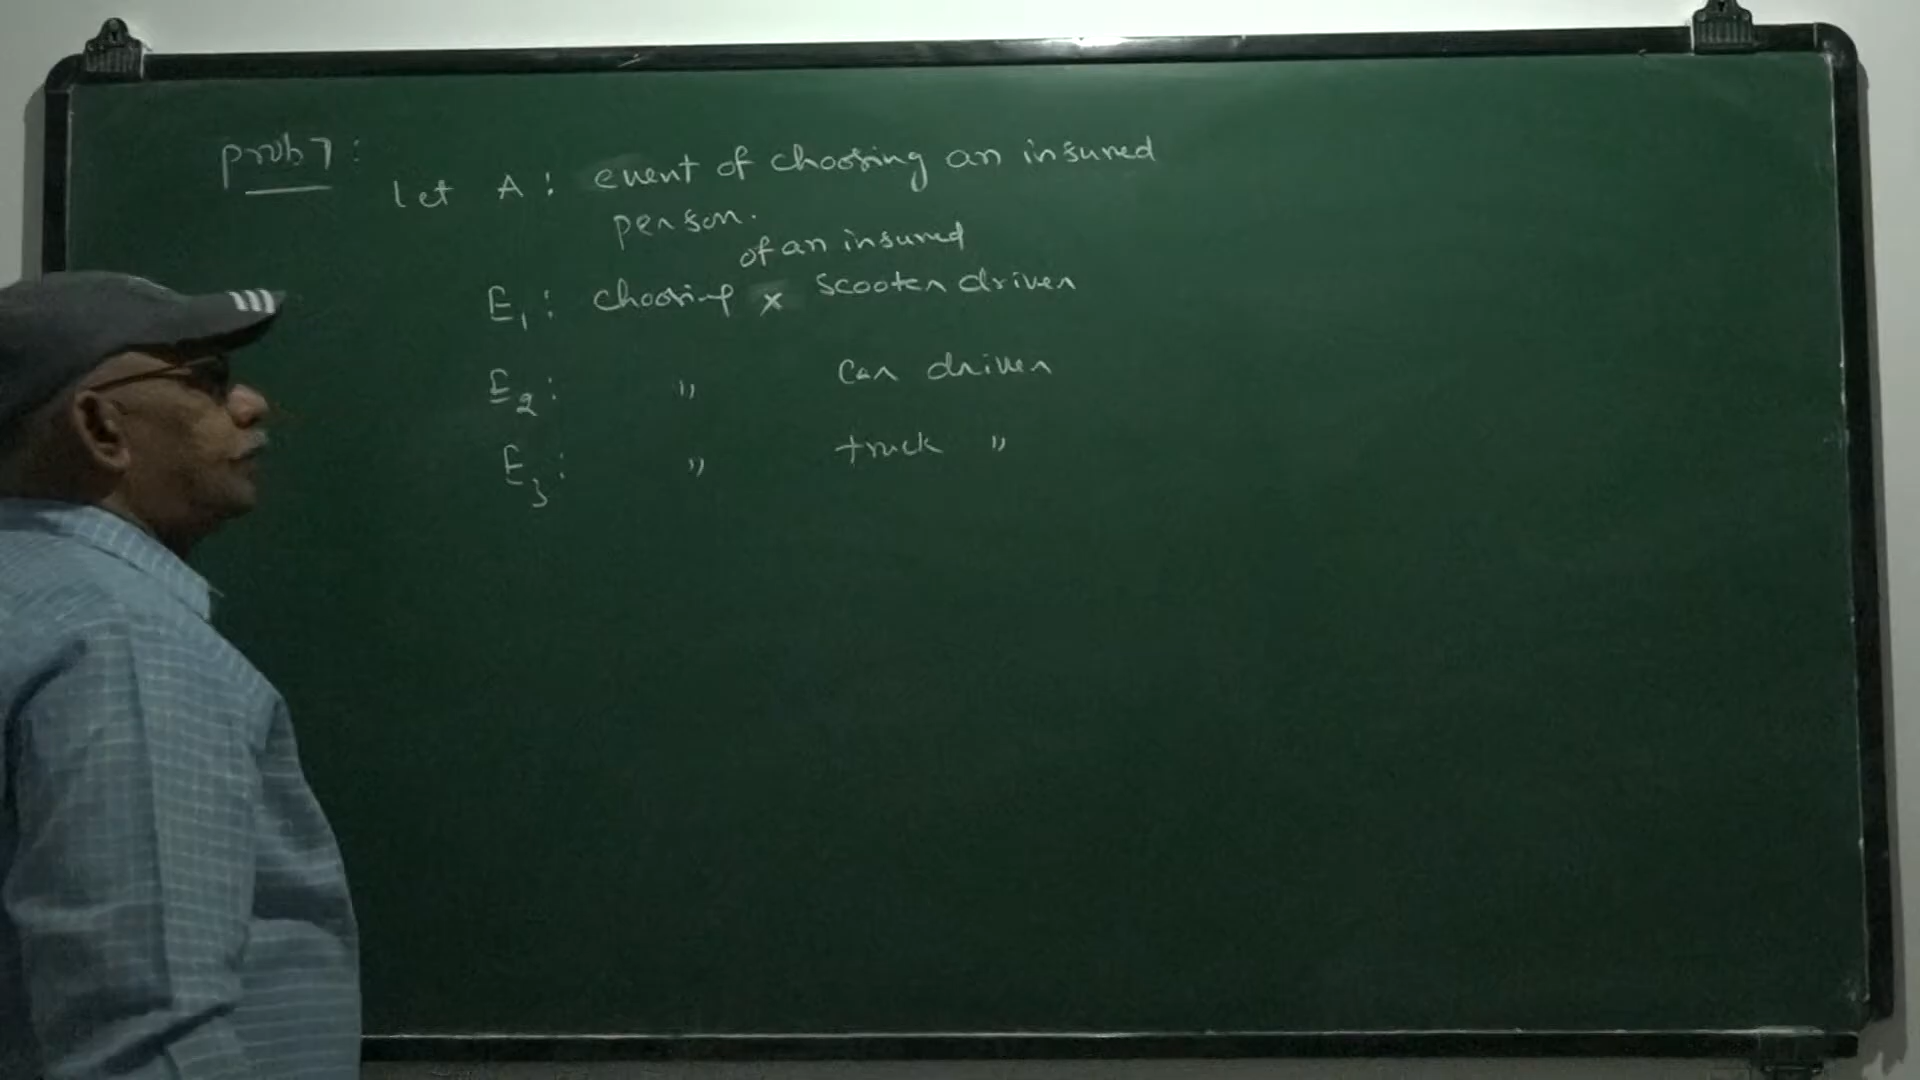 prob 7:
Let A: event of choosing an insured
person.
of an insured
E₁: choosing × scooter driver
E₂: " car driver
E₃: " truck "